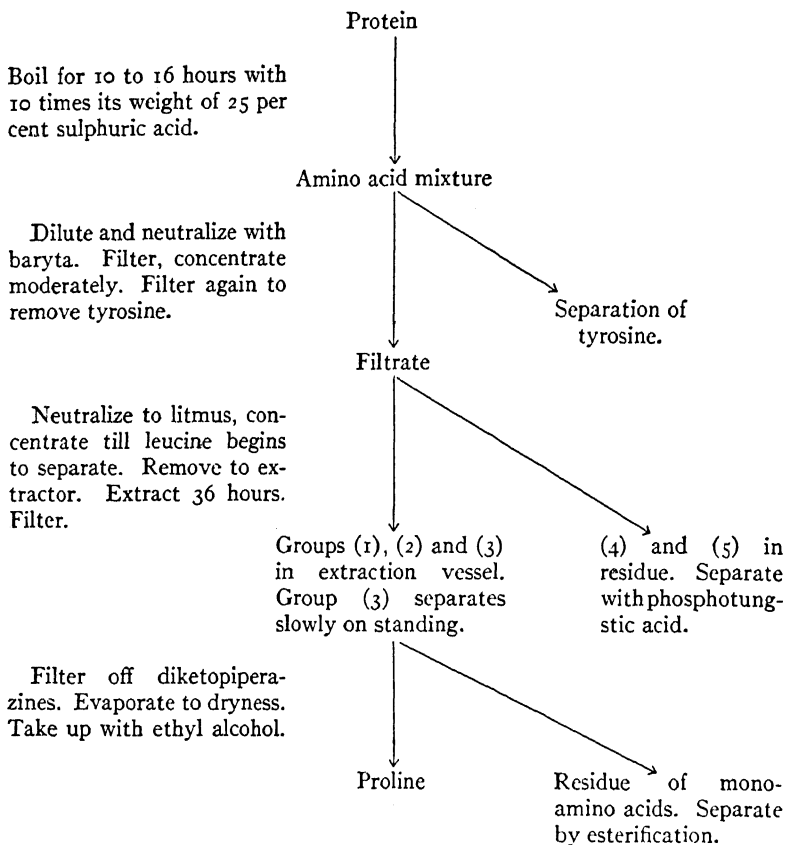 Protein
Boil for 10 to 16 hours with
10 times its weight of 25 per
cent sulphuric acid.
Amino acid mixture
Dilute and neutralize with
baryta. Filter, concentrate
moderately. Filter again to
remove tyrosine.
Separation of
tyrosine.
Filtrate
Neutralize to litmus, con-
centrate till leucine begins
to separate. Remove to ex-
tractor. Extract 36 hours.
Filter.
Groups (1), (2) and (3)
in extraction vessel.
Group (3) separates
slowly on standing.
(4) and (5) in
residue. Separate
with phosphotung-
stic acid.
Filter off diketopipera-
zines. Evaporate to dryness.
Take up with ethyl alcohol.
Proline
Residue of mono-
amino acids. Separate
by esterification.